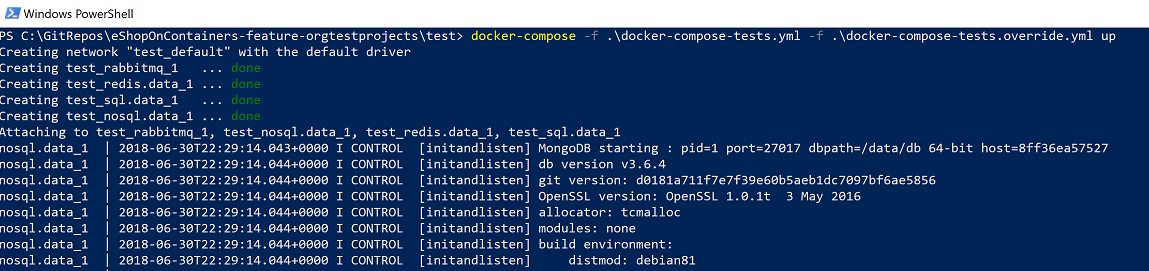 Windows PowerShell
PS C:\GitRepos\eShopOnContainers-feature-orgtestprojects\test> docker-compose -f .\docker-compose-tests.yml -f .\docker-compose-tests.override.yml up
Creating network "test_default" with the default driver
Creating test_rabbitmq_1   ... done
Creating test_redis.data_1 ... done
Creating test_sql.data_1   ... done
Creating test_nosql.data_1 ... done
Attaching to test_rabbitmq_1, test_nosql.data_1, test_redis.data_1, test_sql.data_1
nosql.data_1  | 2018-06-30T22:29:14.043+0000 I CONTROL  [initandlisten] MongoDB starting : pid=1 port=27017 dbpath=/data/db 64-bit host=8ff36ea57527
nosql.data_1  | 2018-06-30T22:29:14.044+0000 I CONTROL  [initandlisten] db version v3.6.4
nosql.data_1  | 2018-06-30T22:29:14.044+0000 I CONTROL  [initandlisten] git version: d0181a711f7e7f39e60b5aeb1dc7097bf6ae5856
nosql.data_1  | 2018-06-30T22:29:14.044+0000 I CONTROL  [initandlisten] OpenSSL version: OpenSSL 1.0.1t  3 May 2016
nosql.data_1  | 2018-06-30T22:29:14.044+0000 I CONTROL  [initandlisten] allocator: tcmalloc
nosql.data_1  | 2018-06-30T22:29:14.044+0000 I CONTROL  [initandlisten] modules: none
nosql.data_1  | 2018-06-30T22:29:14.044+0000 I CONTROL  [initandlisten] build environment:
nosql.data_1  | 2018-06-30T22:29:14.044+0000 I CONTROL  [initandlisten]     distmod: debian81